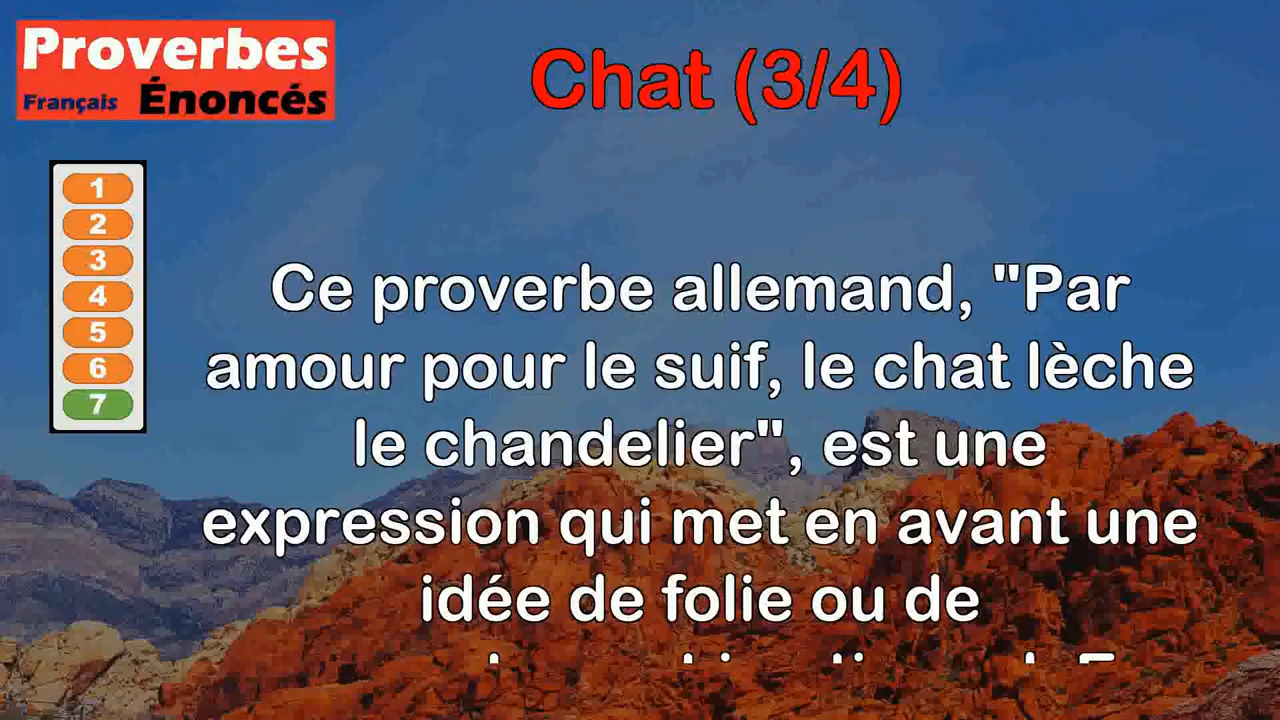 Proverbes
Français Énoncés
Chat (3/4)
1
2
3
4
5
6
7
Ce proverbe allemand, "Par
amour pour le suif, le chat lèche
le chandelier", est une
expression qui met en avant une
idée de folie ou de